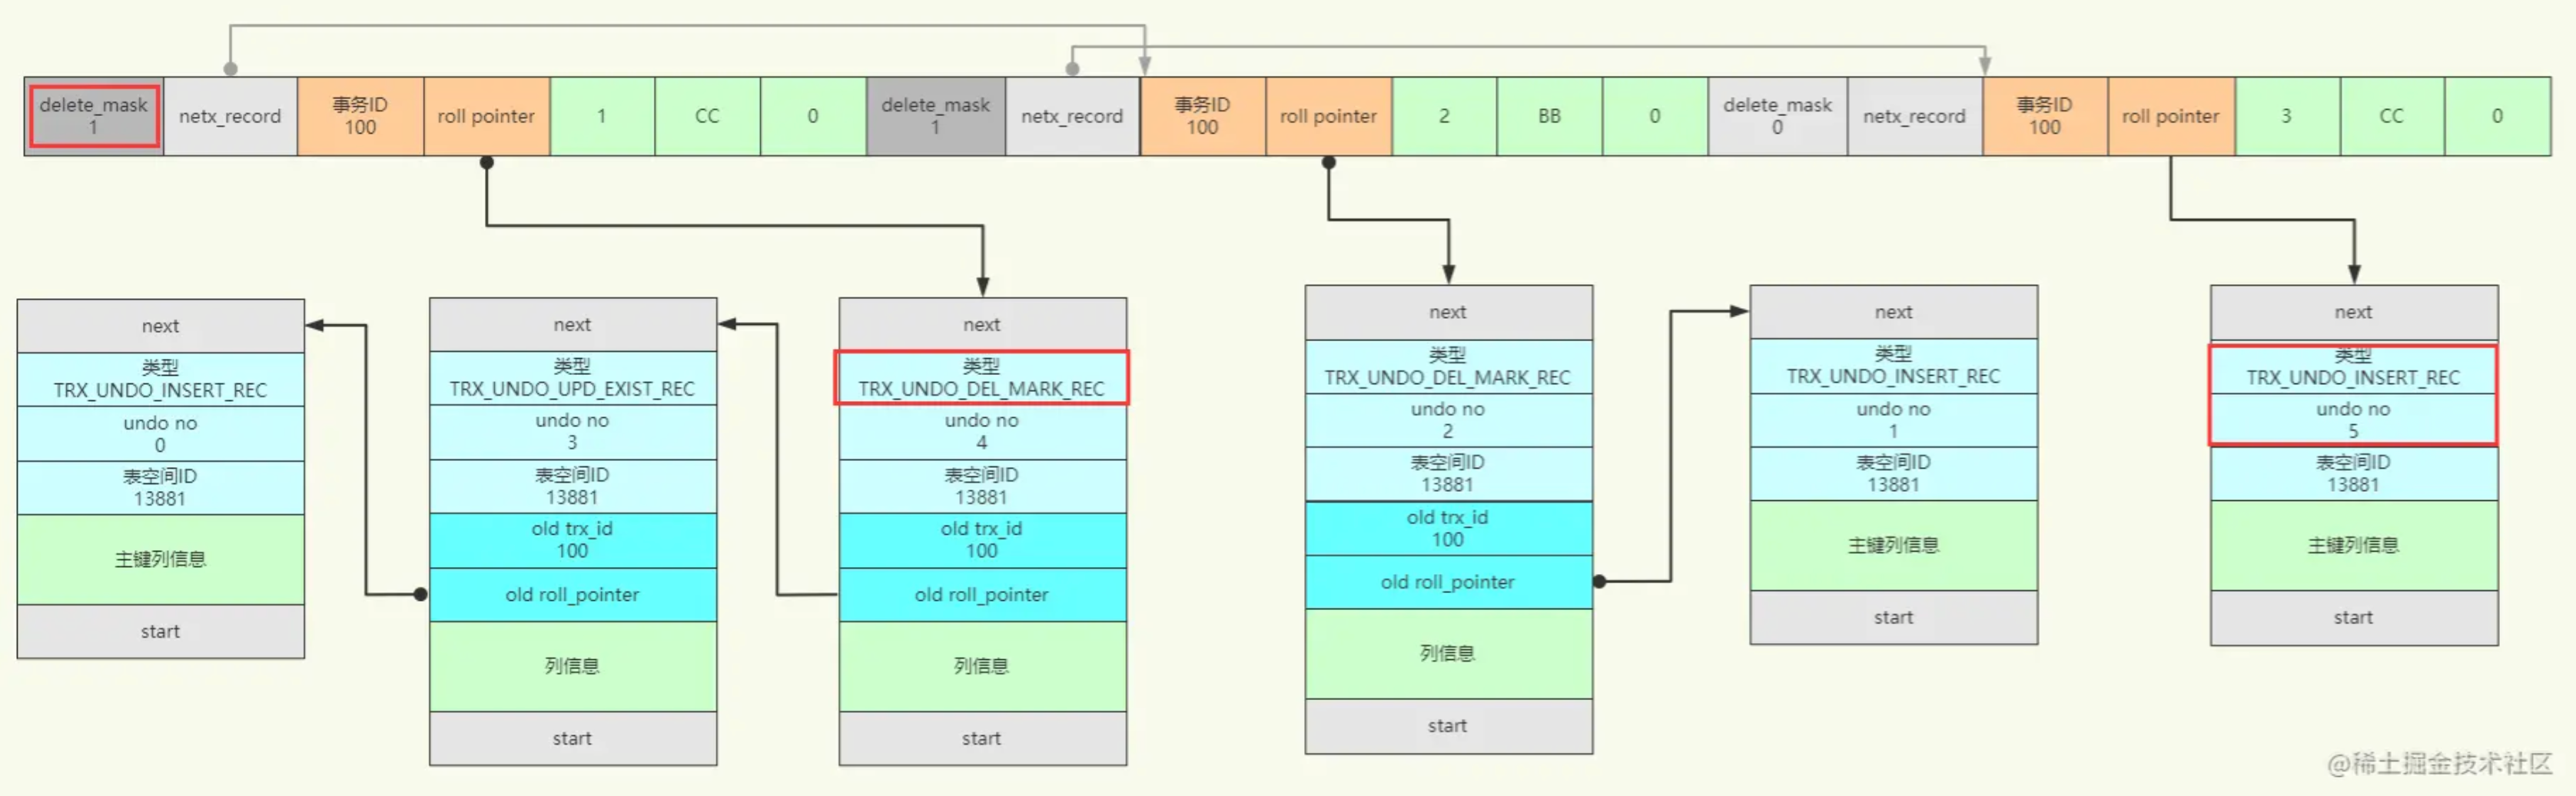 delete_mask
1
netx_record
事务ID
100
roll pointer
1
CC
0
delete_mask
1
netx_record
事务ID
100
roll pointer
2
BB
0
delete_mask
0
netx_record
事务ID
100
roll pointer
3
CC
0
next
类型
TRX_UNDO_INSERT_REC
undo no
0
表空间ID
13881
主键列信息
start
next
类型
TRX_UNDO_UPD_EXIST_REC
undo no
3
表空间ID
13881
old trx_id
100
old roll_pointer
列信息
start
next
类型
TRX_UNDO_DEL_MARK_REC
undo no
4
表空间ID
13881
old trx_id
100
old roll_pointer
列信息
start
next
类型
TRX_UNDO_DEL_MARK_REC
undo no
2
表空间ID
13881
old trx_id
100
old roll_pointer
列信息
start
next
类型
TRX_UNDO_INSERT_REC
undo no
1
表空间ID
13881
主键列信息
start
next
类型
TRX_UNDO_INSERT_REC
undo no
5
表空间ID
13881
主键列信息
start
@稀土掘金技术社区